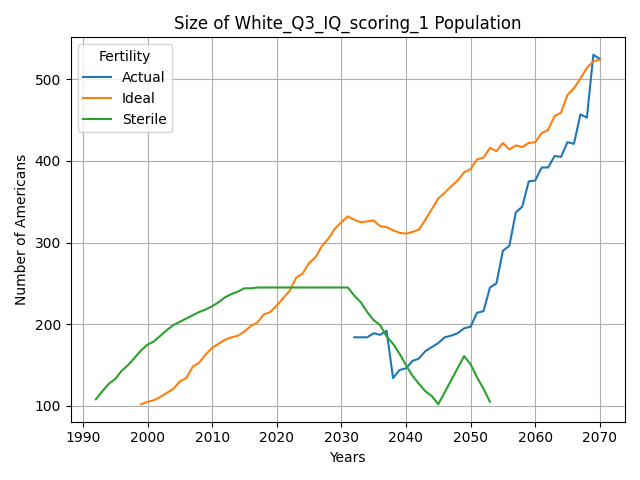 Size of White_Q3_IQ_scoring_1 Population
Fertility
Actual
Ideal
Sterile
Number of Americans
500
400
300
200
100
1990 2000 2010 2020 2030 2040 2050 2060 2070
Years